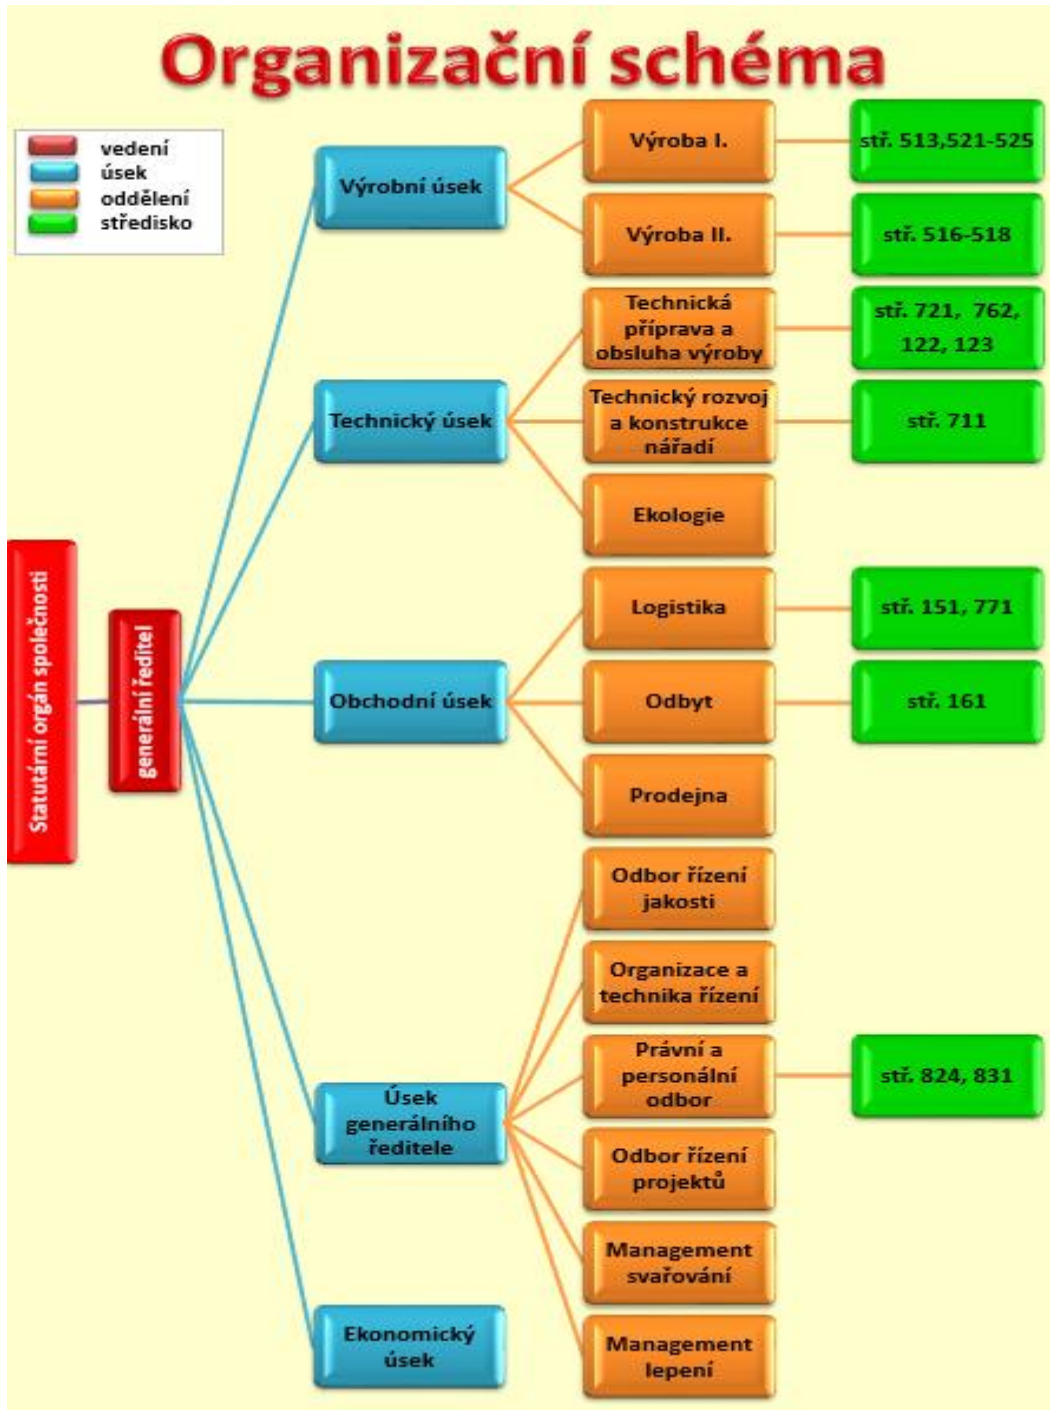 Organizační schéma
vedení
úsek
oddělení
středisko
Statutární orgán společnosti
generální ředitel
Výrobní úsek
Výroba I.
stř. 513,521-525
Výroba II.
stř. 516-518
Technický úsek
Technická
příprava a
obsluha výroby
stř. 721, 762,
122, 123
Technický rozvoj
a konstrukce
nářadí
stř. 711
Ekologie
Obchodní úsek
Logistika
stř. 151, 771
Odbyt
stř. 161
Prodejna
Úsek
generálního
ředitele
Odbor řízení
jakosti
Organizace a
technika řízení
Právní a
personální
odbor
stř. 824, 831
Odbor řízení
projektů
Management
svařování
Management
lepení
Ekonomický
úsek